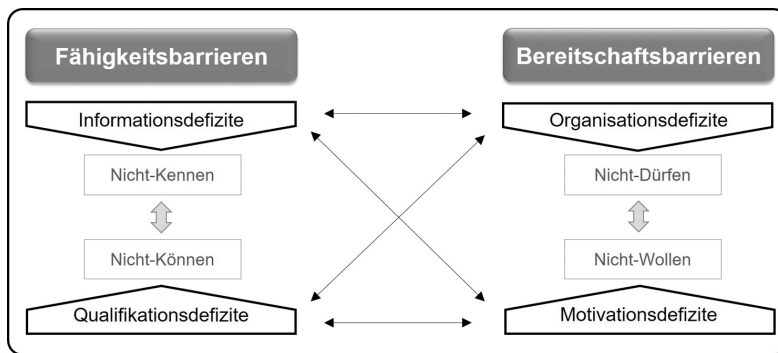 Fähigkeitsbarrieren
Bereitschaftsbarrieren
Informationsdefizite
Organisationsdefizite
Nicht-Kennen
Nicht-Dürfen
Nicht-Können
Nicht-Wollen
Qualifikationsdefizite
Motivationsdefizite